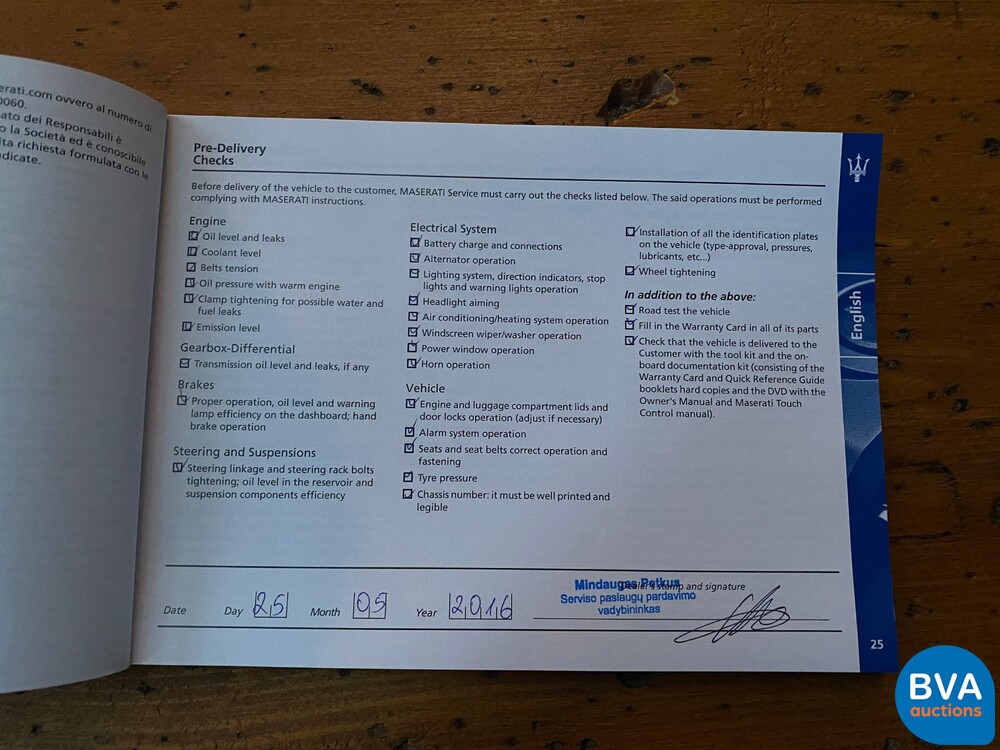 erati.com ovvero al numero di
0060.
ato dei Responsabili è
o la Società ed è conoscibile
ita richiesta formulata con le
ndicate.
Pre-Delivery
Checks
Before delivery of the vehicle to the customer, MASERATI Service must carry out the checks listed below. The said operations must be performed
complying with MASERATI instructions.
Engine
Oil level and leaks
Coolant level
Belts tension
Oil pressure with warm engine
Clamp tightening for possible water and
fuel leaks
Emission level
Gearbox-Differential
Transmission oil level and leaks, if any
Brakes
Proper operation, oil level and warning
lamp efficiency on the dashboard; hand
brake operation
Steering and Suspensions
Steering linkage and steering rack bolts
tightening; oil level in the reservoir and
suspension components efficiency
Electrical System
Battery charge and connections
Alternator operation
Lighting system, direction indicators, stop
lights and warning lights operation
Headlight aiming
Air conditioning/heating system operation
Windscreen wiper/washer operation
Power window operation
Horn operation
Vehicle
Engine and luggage compartment lids and
door locks operation (adjust if necessary)
Alarm system operation
Seats and seat belts correct operation and
fastening
Tyre pressure
Chassis number: it must be well printed and
legible
Installation of all the identification plates
on the vehicle (type-approval, pressures,
lubricants, etc...)
Wheel tightening
In addition to the above:
Road test the vehicle
Fill in the Warranty Card in all of its parts
Check that the vehicle is delivered to the
Customer with the tool kit and the on-
board documentation kit (consisting of the
Warranty Card and Quick Reference Guide
booklets hard copies and the DVD with the
Owner's Manual and Maserati Touch
Control manual).
English
Date Day 25 Month 05 Year 2016
Dealer's stamp and signature
Mindaugas Petkus
Serviso paslaugų pardavimo
vadybininkas
25
BVA
auctions